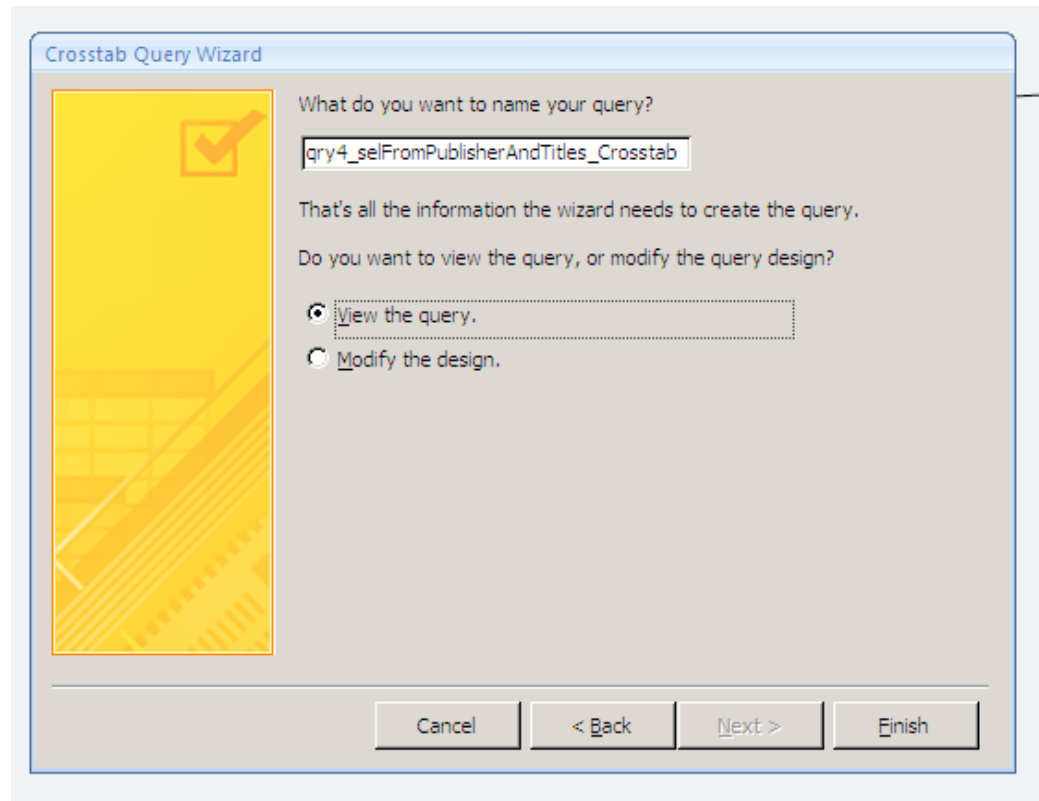 Crosstab Query Wizard
What do you want to name your query?
qry4_selFromPublisherAndTitles_Crosstab
That's all the information the wizard needs to create the query.
Do you want to view the query, or modify the query design?
View the query.
Modify the design.
Cancel
< Back
Next >
Finish